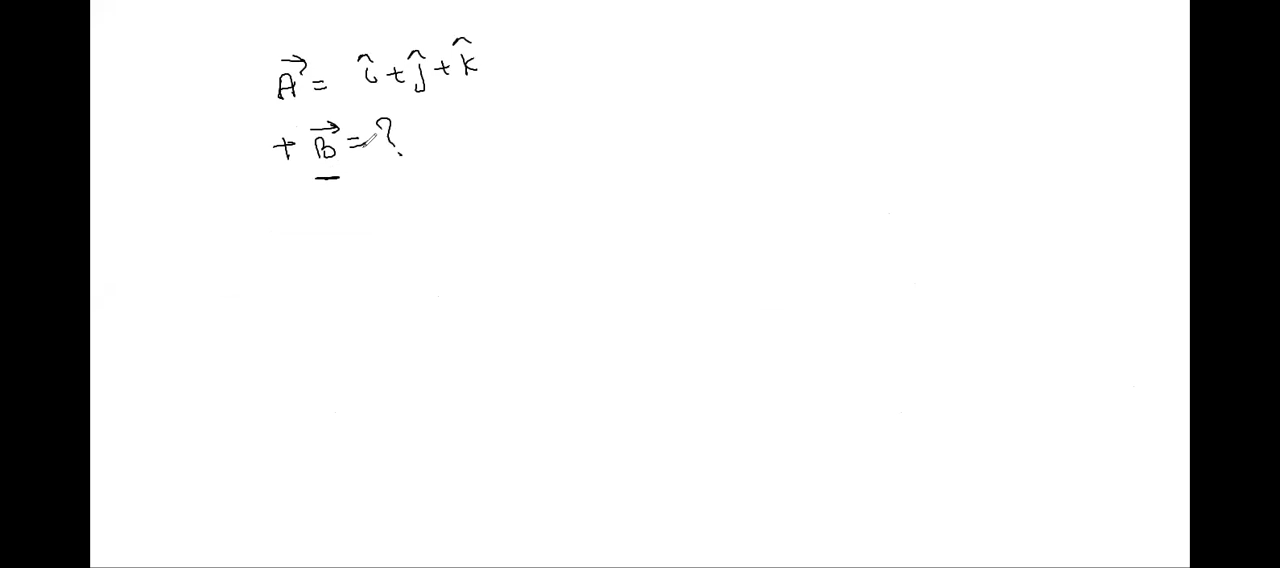 A⃗ = î + ĵ + k̂
+ B⃗ = ?